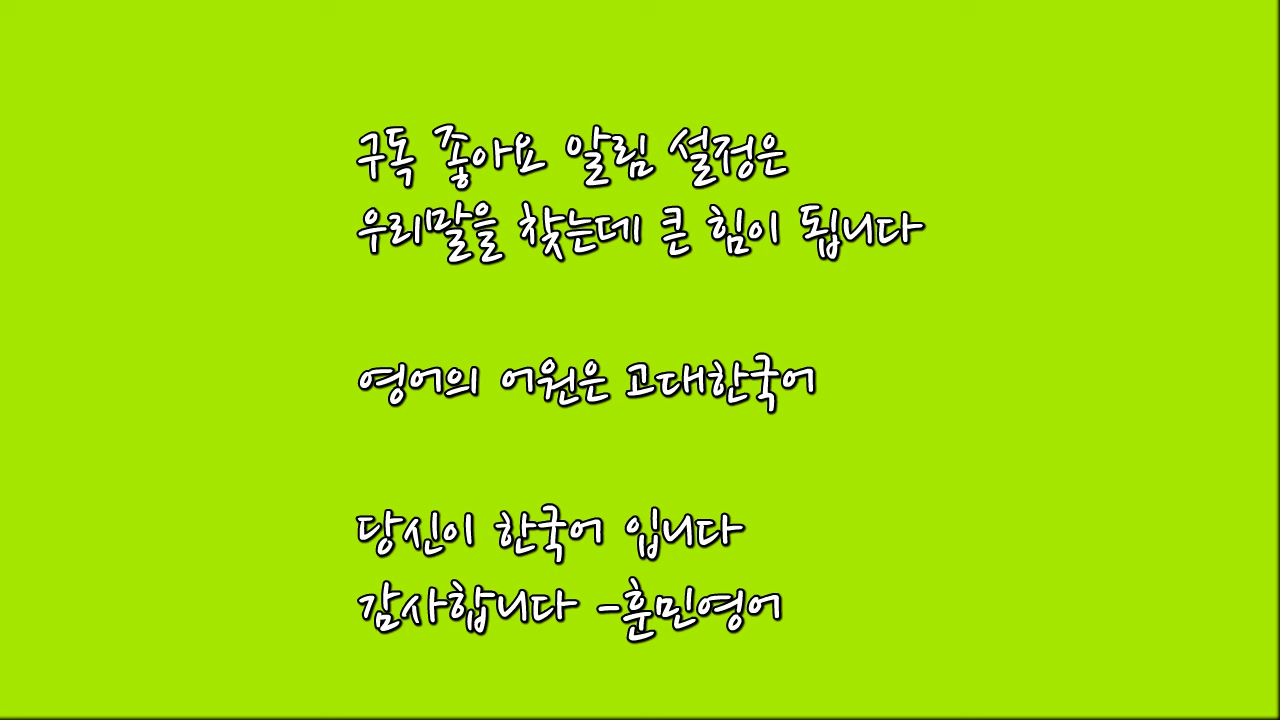 구독 좋아요 알림 설정은
우리말을 찾는데 큰 힘이 됩니다
영어의 어원은 고대한국어
당신이 한국어 입니다
감사합니다 -훈민영어